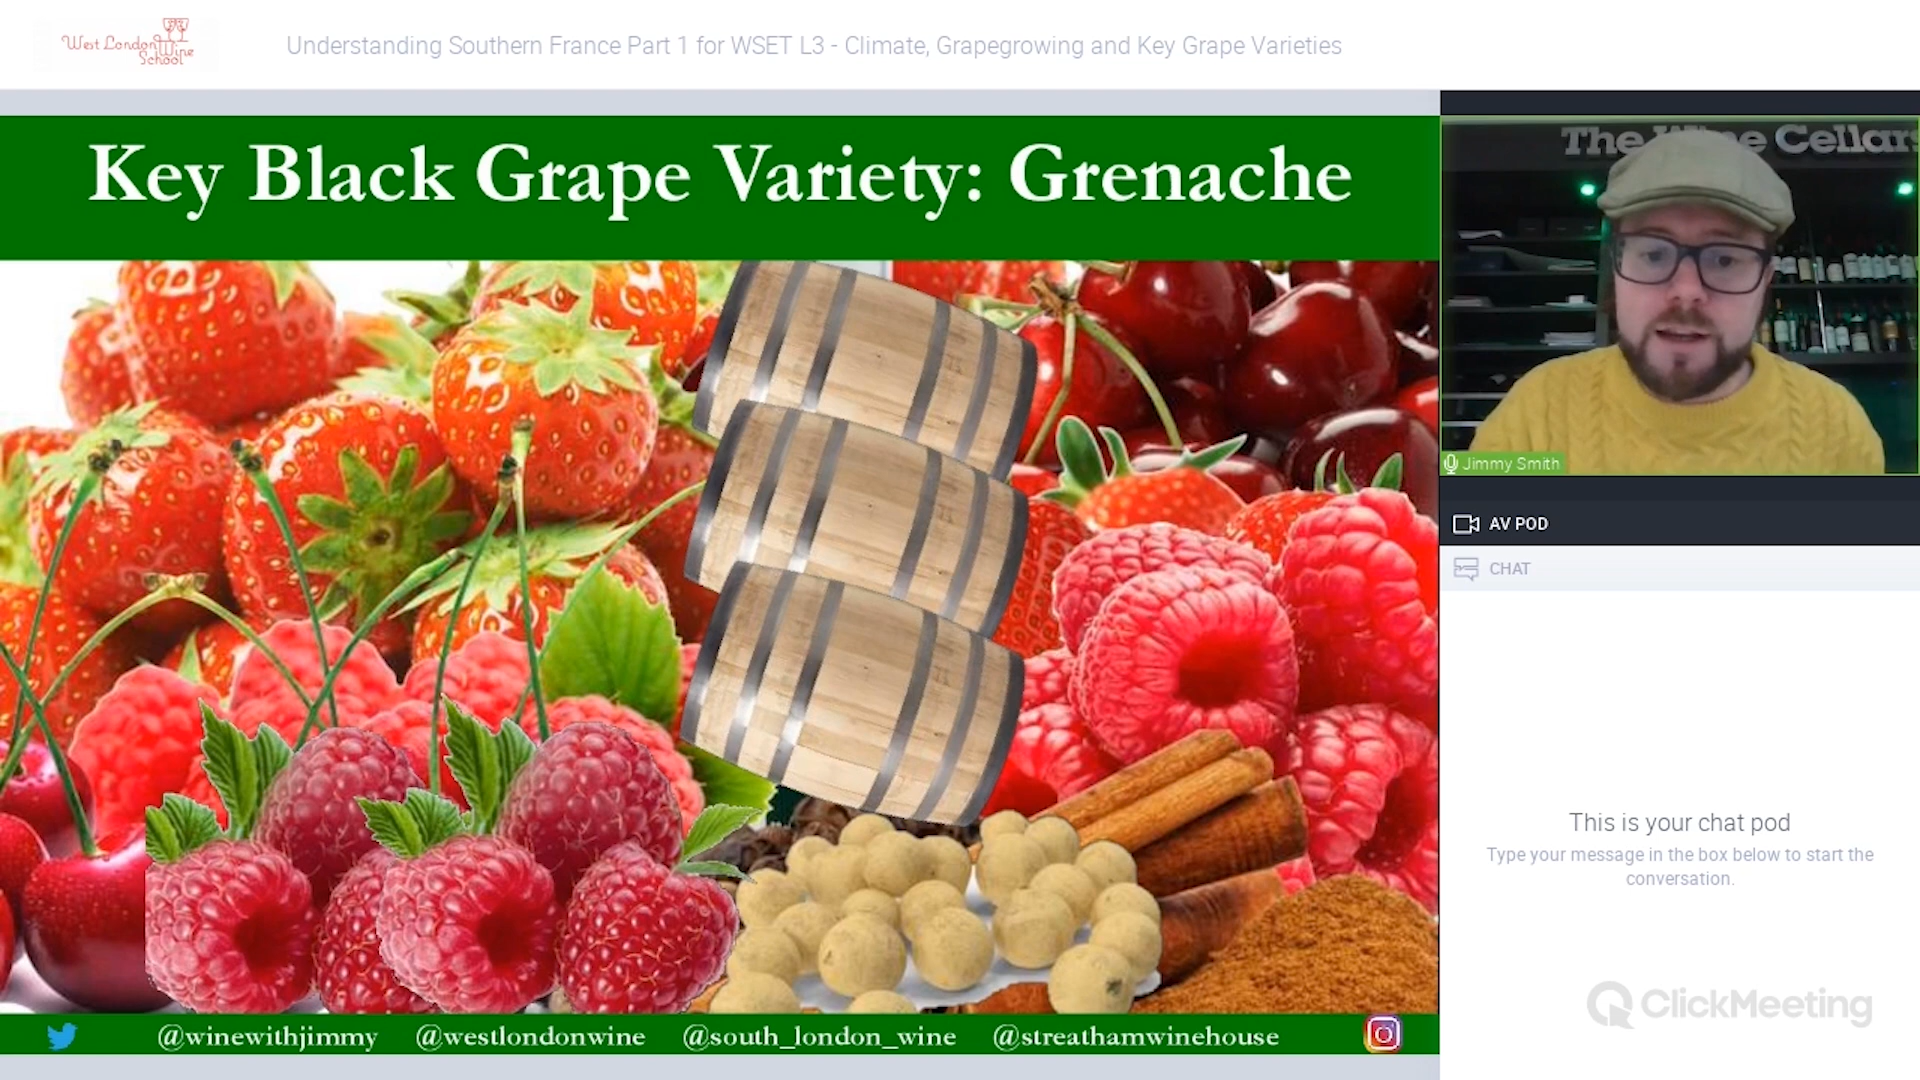 West London Wine School
Understanding Southern France Part 1 for WSET L3 - Climate, Grapegrowing and Key Grape Varieties
Key Black Grape Variety: Grenache
The Wine Cellars
Jimmy Smith
AV POD
CHAT
This is your chat pod
Type your message in the box below to start the
conversation.
ClickMeeting
@winewithjimmy @westlondonwine @south_london_wine @streathamwinehouse